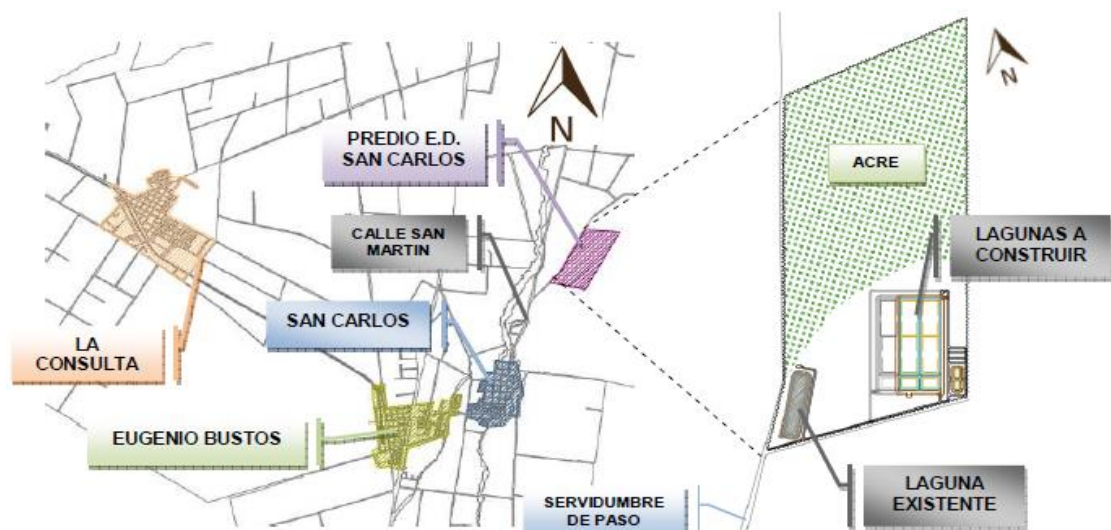 N
PREDIO E.D.
SAN CARLOS
CALLE SAN
MARTIN
SAN CARLOS
LA
CONSULTA
EUGENIO BUSTOS
SERVIDUMBRE
DE PASO
N
ACRE
LAGUNAS A
CONSTRUIR
LAGUNA
EXISTENTE